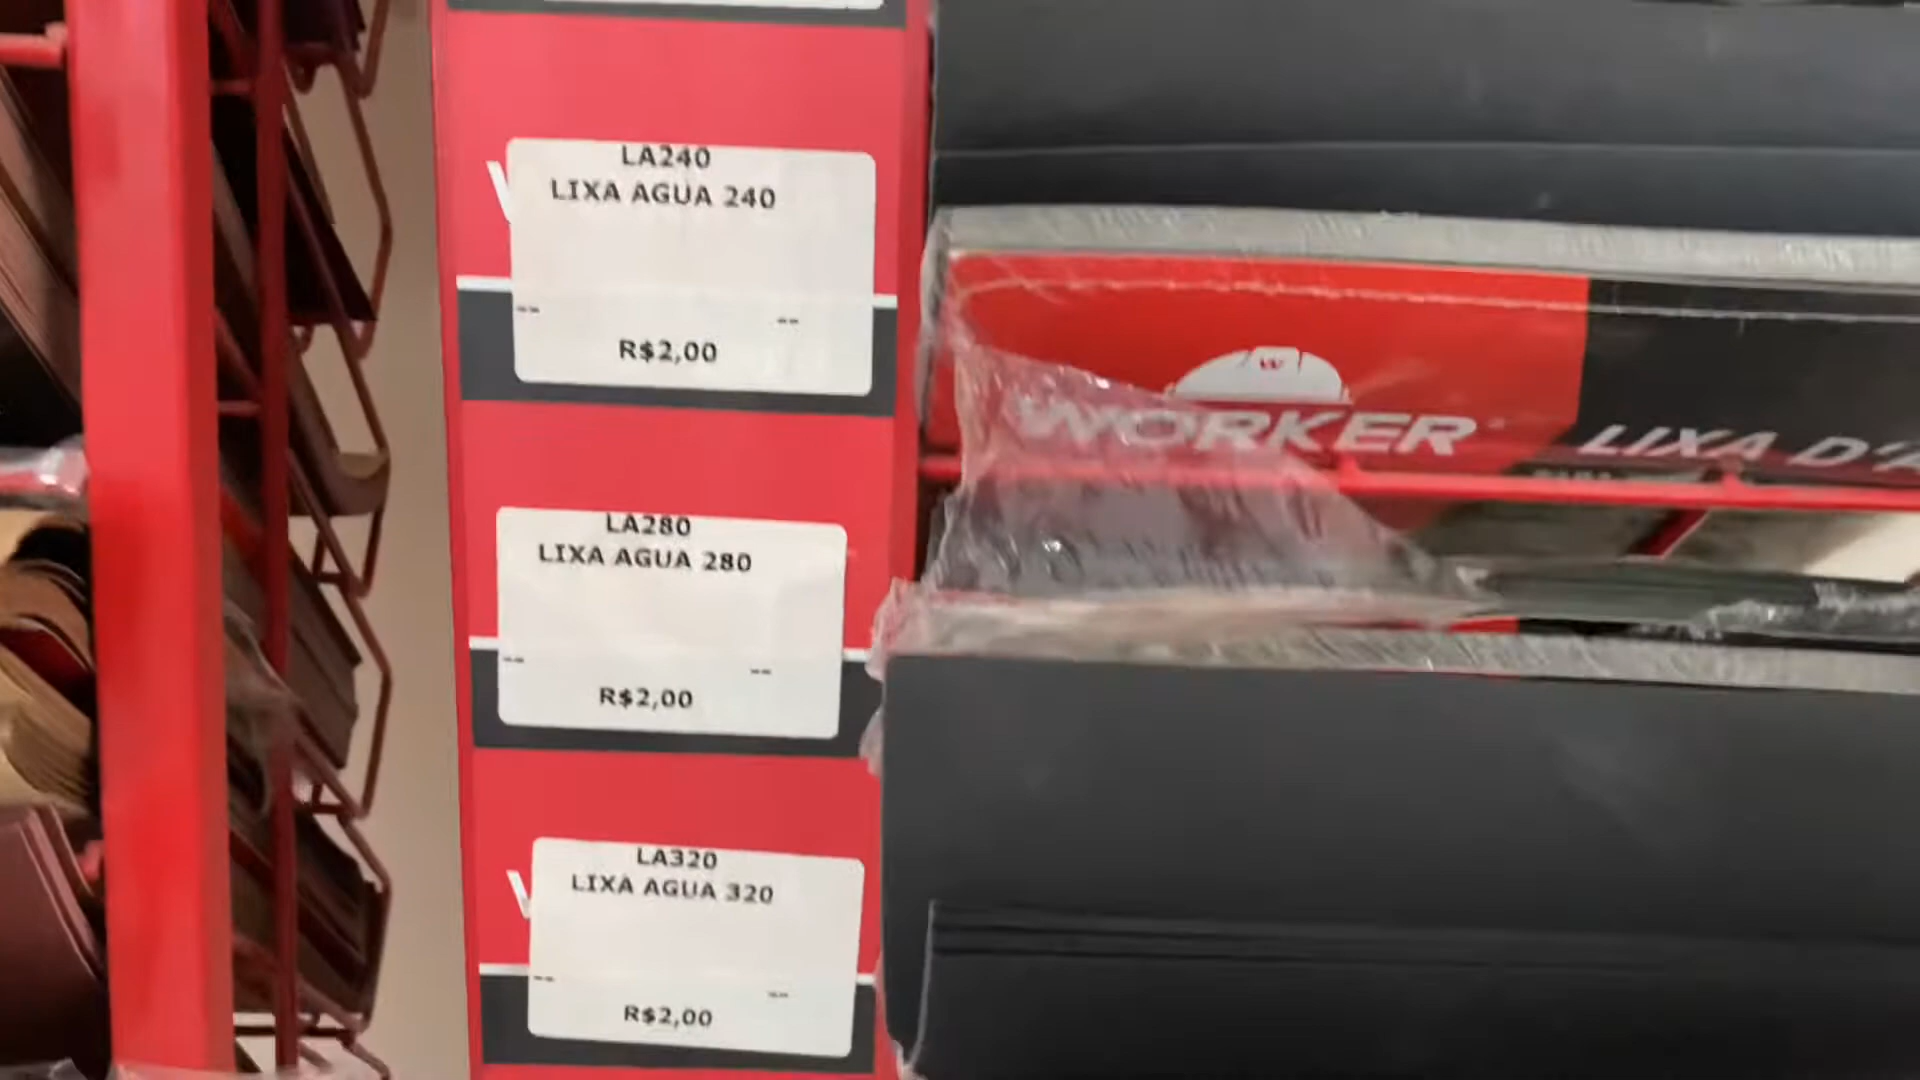 LA240
LIXA AGUA 240
-- --
R$2,00
LA280
LIXA AGUA 280
-- --
R$2,00
LA320
LIXA AGUA 320
-- --
R$2,00
W
WORKER
LIXA D'A